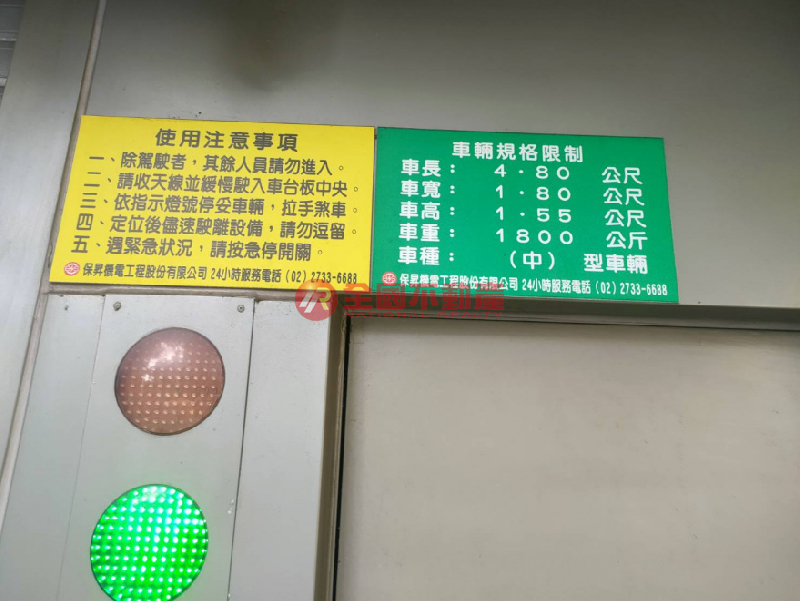 使用注意事項
一、除駕駛者，其餘人員請勿進入。
二、請收天線並緩慢駛入車台板中央。
三、依指示燈號停妥車輛，拉手煞車。
四、定位後儘速駛離設備，請勿逗留。
五、遇緊急狀況，請按急停開關。
保昇機電工程股份有限公司 24小時服務電話 (02) 2733-6688
車輛規格限制
車長： 4．80 公尺
車寬： 1．80 公尺
車高： 1．55 公尺
車重： 1800 公斤
車種： （中） 型車輛
保昇機電工程股份有限公司 24小時服務電話 (02) 2733-6688
全國不動產